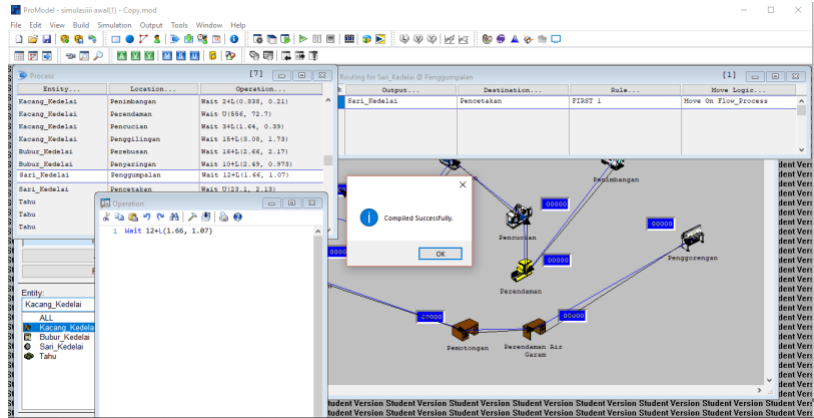 ProModel - simulasiiii awal(1) - Copy.mod
File Edit View Build Simulation Output Tools Window Help
Process [7]
Entity... Location... Operation...
Kacang_Kedelai Penimbangan Wait 24+L(0.838, 0.21)
Kacang_Kedelai Perendaman Wait U(556, 72.7)
Kacang_Kedelai Pencucian Wait 34+L(1.64, 0.39)
Kacang_Kedelai Penggilingan Wait 15+L(3.08, 1.73)
Bubur_Kedelai Perebusan Wait 16+L(2.66, 2.17)
Bubur_Kedelai Penyaringan Wait 10+L(2.69, 0.973)
Sari_Kedelai Penggumpalan Wait 12+L(1.66, 1.07)
Sari_Kedelai Pencetakan Wait U(23.1, 2.13)
Tahu
Tahu
Tahu
Routing for Sari_Kedelai @ Penggumpalan [1]
Output... Destination... Rule... Move Logic...
Sari_Kedelai Pencetakan FIRST 1 Move On Flow_Process
Operation
1 Wait 12+L(1.66, 1.07)
Compiled Successfully.
OK
Entity:
Kacang_Kedelai
ALL
Kacang_Kedela
Bubur_Kedelai
Sari_Kedelai
Tahu
Penimbangan
00000
Pencucian
00000
Perendaman
00000
Penggorengan
Pemotongan
00000
Perendaman Air
Garam
Student Version Student Version Student Version Student Version Student Version Student Version